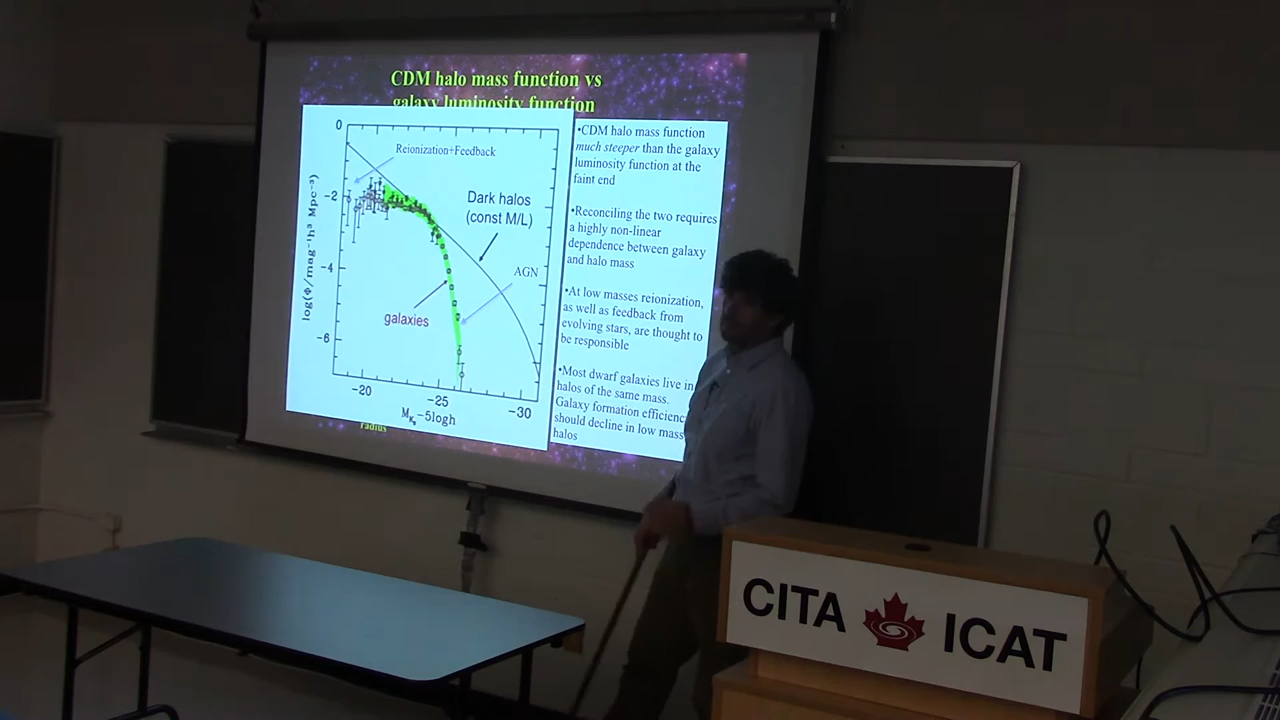 CDM halo mass function vs
galaxy luminosity function
0
-2
-4
-6
log(Φ/mag⁻¹h³ Mpc⁻³)
Reionization+Feedback
Dark halos
(const M/L)
AGN
galaxies
-20
-25
-30
M -5logh
radius
•CDM halo mass function
much steeper than the galaxy
luminosity function at the
faint end
•Reconciling the two requires
a highly non-linear
dependence between galaxy
and halo mass
•At low masses reionization,
as well as feedback from
evolving stars, are thought to
be responsible
•Most dwarf galaxies live in
halos of the same mass.
Galaxy formation efficienc
should decline in low mass
halos
CITA ICAT